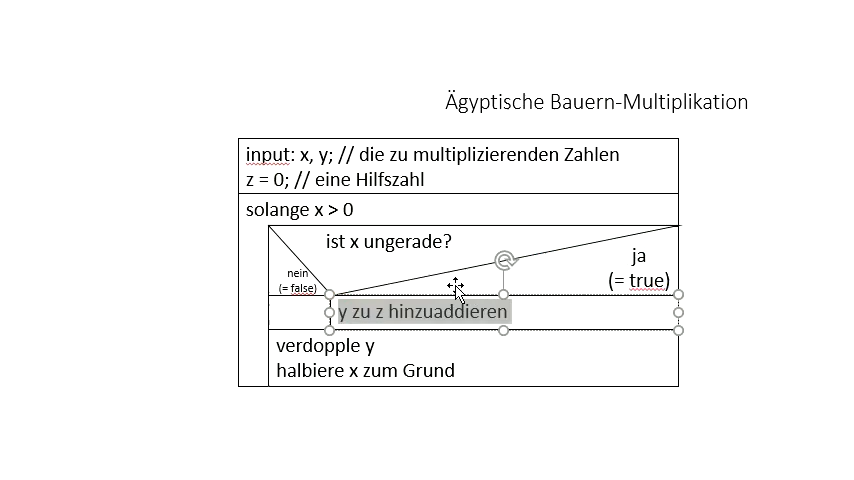 Ägyptische Bauern-Multiplikation
input: x, y; // die zu multiplizierenden Zahlen
z = 0; // eine Hilfszahl
solange x > 0
ist x ungerade?
ja
(= true)
nein
(= false)
y zu z hinzuaddieren
verdopple y
halbiere x zum Grund